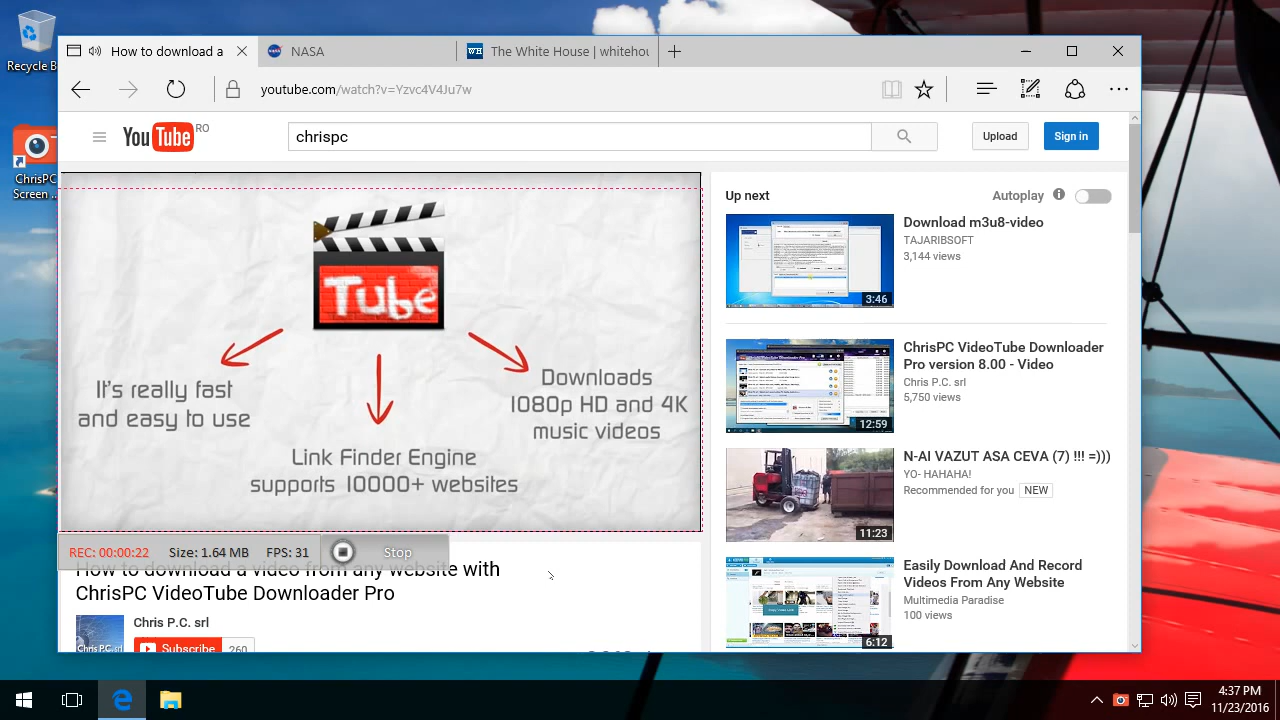 Recycle B
ChrisPC
Screen ...
How to download a
NASA
The White House | whitehou
youtube.com/watch?v=Yzvc4V4Ju7w
YouTube RO
chrispc
Upload
Sign in
Tube
It's really fast
and easy to use
Link Finder Engine
supports 10000+ websites
Downloads
1080p HD and 4K
music videos
REC: 00:00:22 Size: 1.64 MB FPS: 31 Stop
How to download a video from any website with
ChrisPC VideoTube Downloader Pro
Chris P.C. srl
Chris P.C. srl
Subscribe 260
Up next
Autoplay
3:46
Download m3u8-video
TAJARIBSOFT
3,144 views
12:59
ChrisPC VideoTube Downloader
Pro version 8.00 - Video
Chris P.C. srl
5,750 views
11:23
N-AI VAZUT ASA CEVA (7) !!! =)))
YO- HAHAHA!
Recommended for you NEW
6:12
Easily Download And Record
Videos From Any Website
Multimedia Paradise
100 views
4:37 PM
11/23/2016